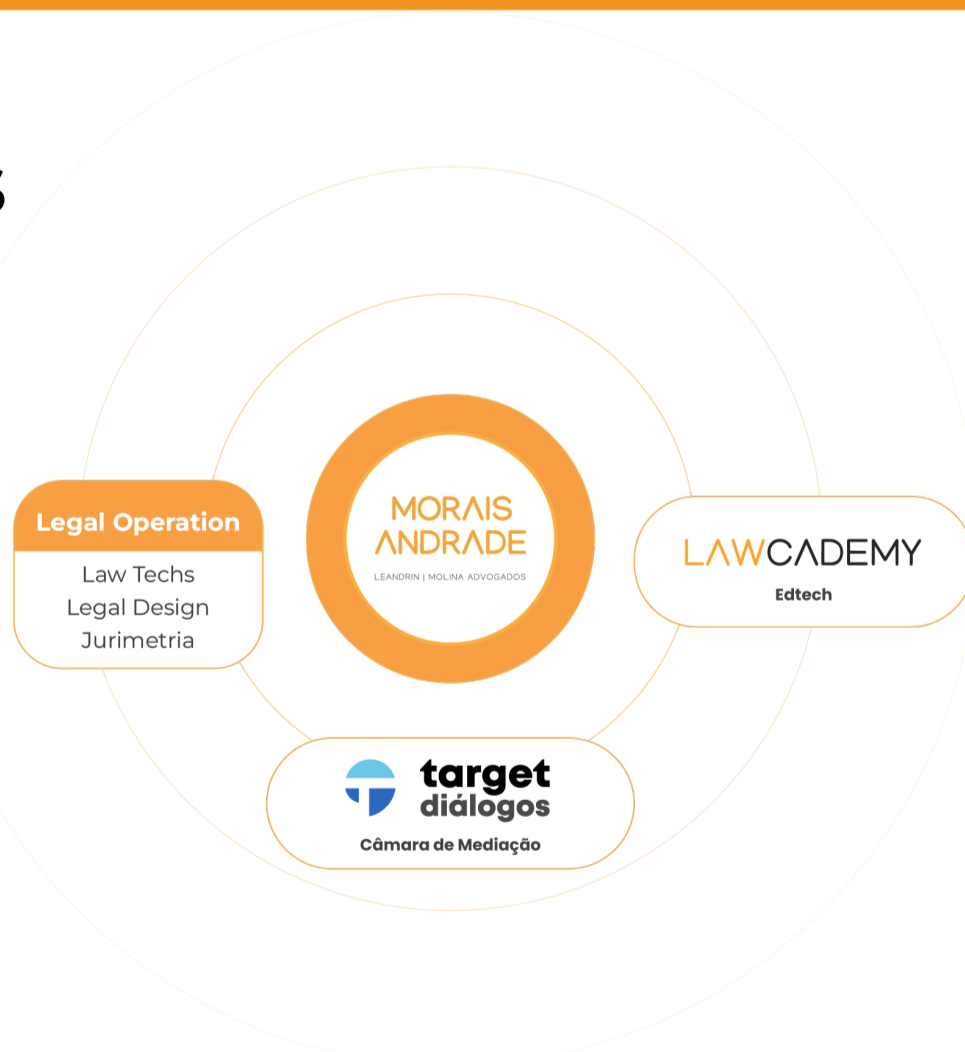 s
Legal Operation
Law Techs
Legal Design
Jurimetria
MORAIS
ANDRADE
LEANDRIN | MOLINA ADVOGADOS
LAWCADEMY
Edtech
target
diálogos
Câmara de Mediação